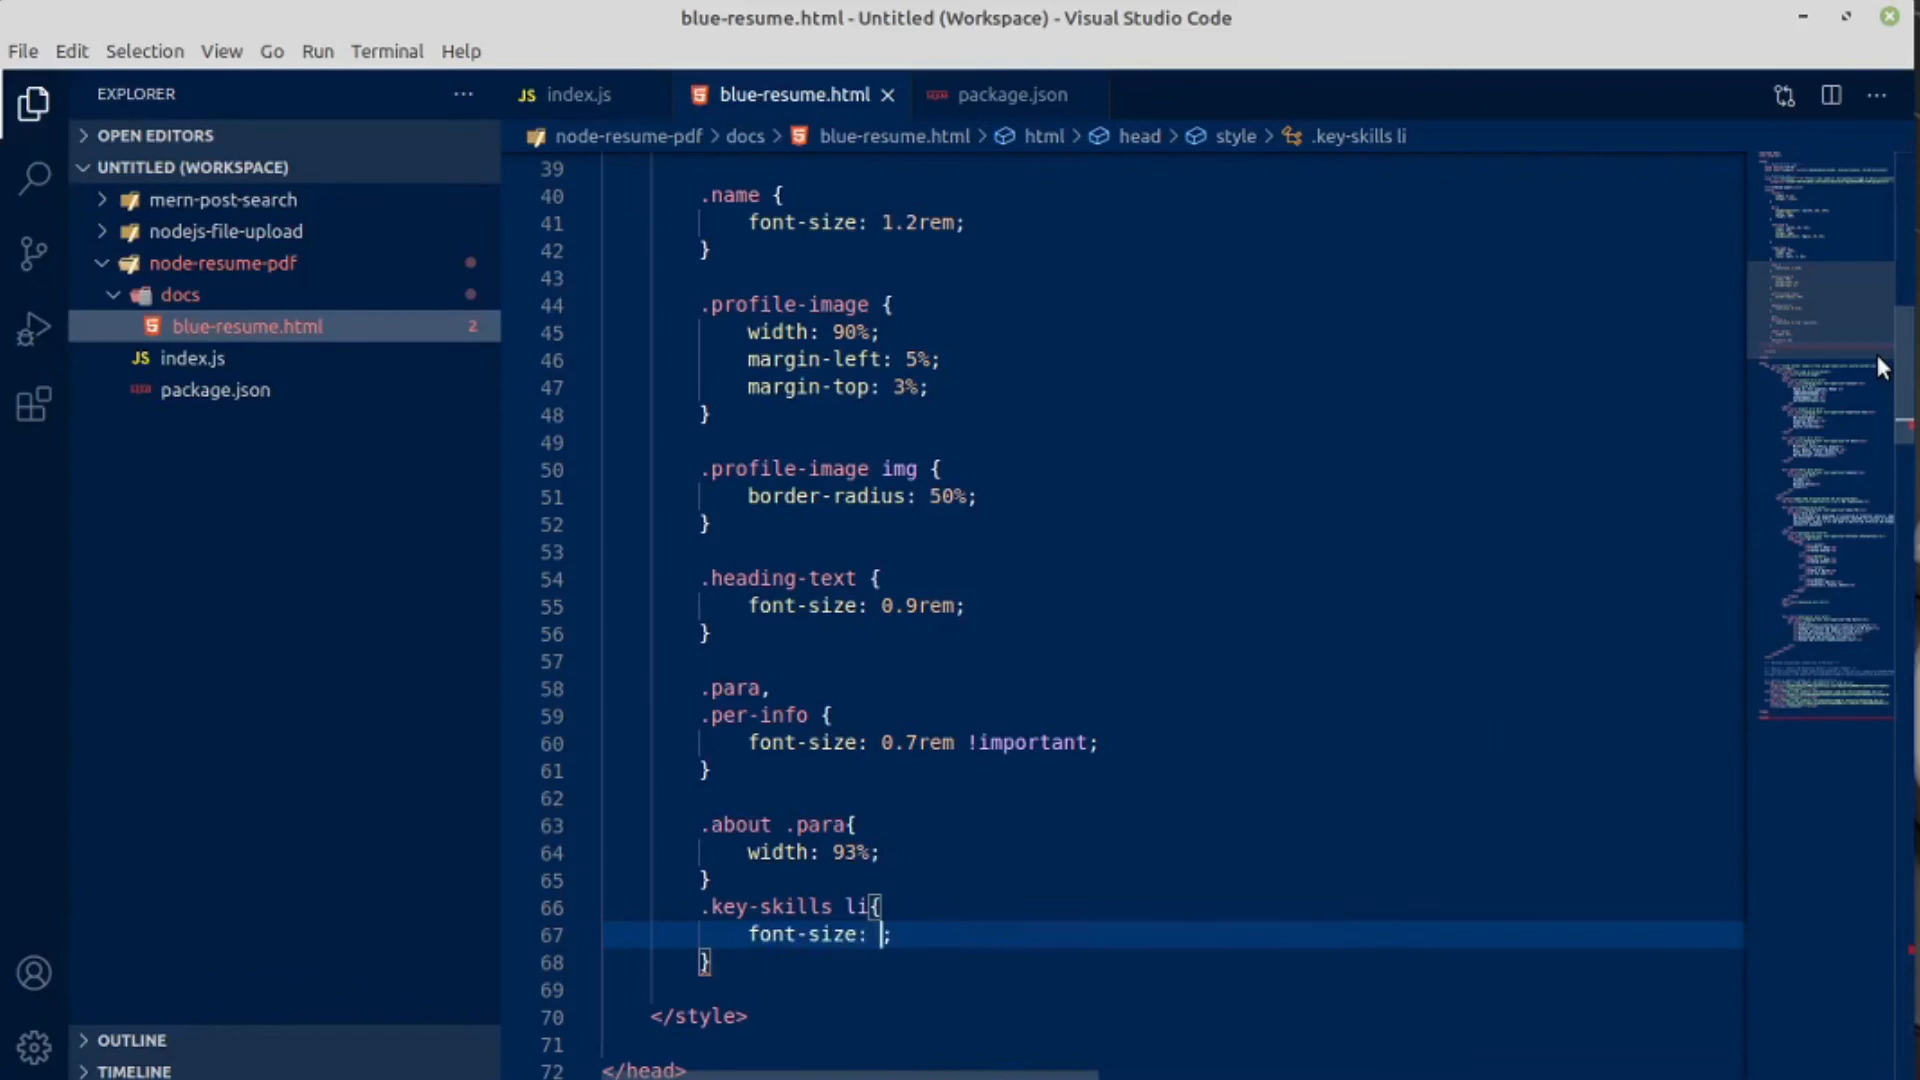 blue-resume.html - Untitled (Workspace) - Visual Studio Code
File Edit Selection View Go Run Terminal Help
EXPLORER ...
JS index.js blue-resume.html package.json
OPEN EDITORS
node-resume-pdf > docs > blue-resume.html > html > head > style > .key-skills li
UNTITLED (WORKSPACE)
mern-post-search
nodejs-file-upload
node-resume-pdf
docs
blue-resume.html 2
JS index.js
package.json
39
40 .name {
41 font-size: 1.2rem;
42 }
43
44 .profile-image {
45 width: 90%;
46 margin-left: 5%;
47 margin-top: 3%;
48 }
49
50 .profile-image img {
51 border-radius: 50%;
52 }
53
54 .heading-text {
55 font-size: 0.9rem;
56 }
57
58 .para,
59 .per-info {
60 font-size: 0.7rem !important;
61 }
62
63 .about .para{
64 width: 93%;
65 }
66 .key-skills li{
67 font-size: ;
68 }
69
70 </style>
71
72 </head>
OUTLINE
TIMELINE